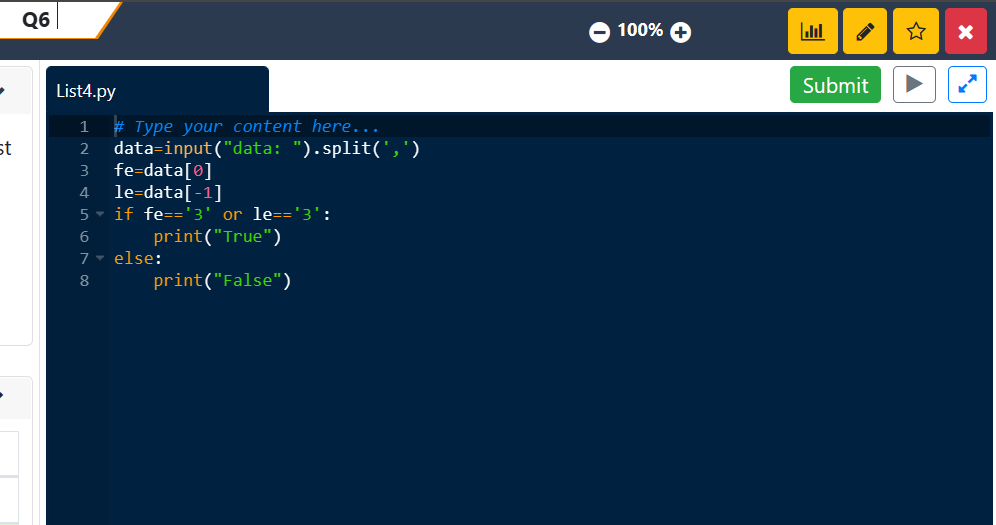 Q6
100%
List4.py
Submit
st
1 # Type your content here...
2 data=input("data: ").split(',')
3 fe=data[0]
4 le=data[-1]
5 if fe=='3' or le=='3':
6     print("True")
7 else:
8     print("False")